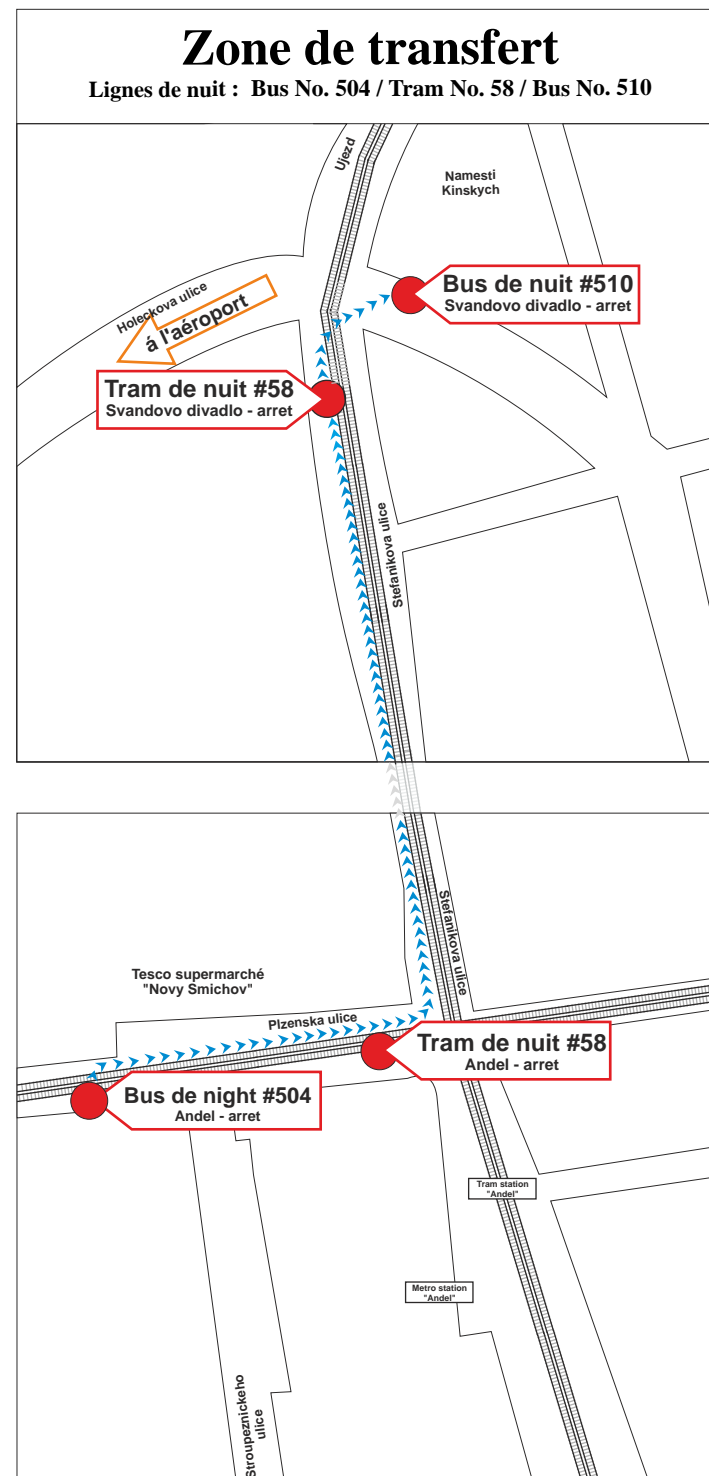 Zone de transfert
Lignes de nuit : Bus No. 504 / Tram No. 58 / Bus No. 510
Ujezd
Namesti
Kinskych
Holeckova ulice
á l'aéroport
Bus de nuit #510
Svandovo divadlo - arret
Tram de nuit #58
Svandovo divadlo - arret
Stefanikova ulice
Stefanikova ulice
Tesco supermarché
"Novy Smichov"
Plzenska ulice
Tram de nuit #58
Andel - arret
Bus de night #504
Andel - arret
Tram station
"Andel"
Metro station
"Andel"
Stroupeznickeho
ulice